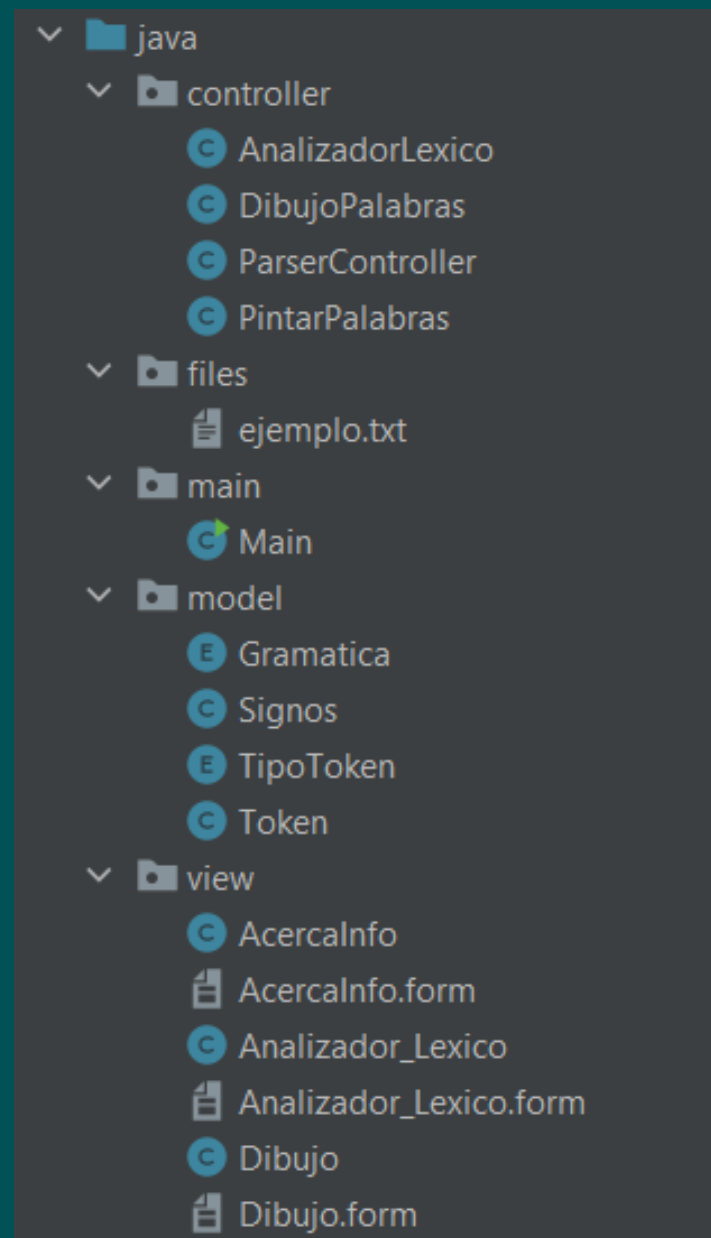 java
controller
C AnalizadorLexico
C DibujoPalabras
C ParserController
C PintarPalabras
files
ejemplo.txt
main
C Main
model
E Gramatica
C Signos
E TipoToken
C Token
view
C AcercaInfo
AcercaInfo.form
C Analizador_Lexico
Analizador_Lexico.form
C Dibujo
Dibujo.form